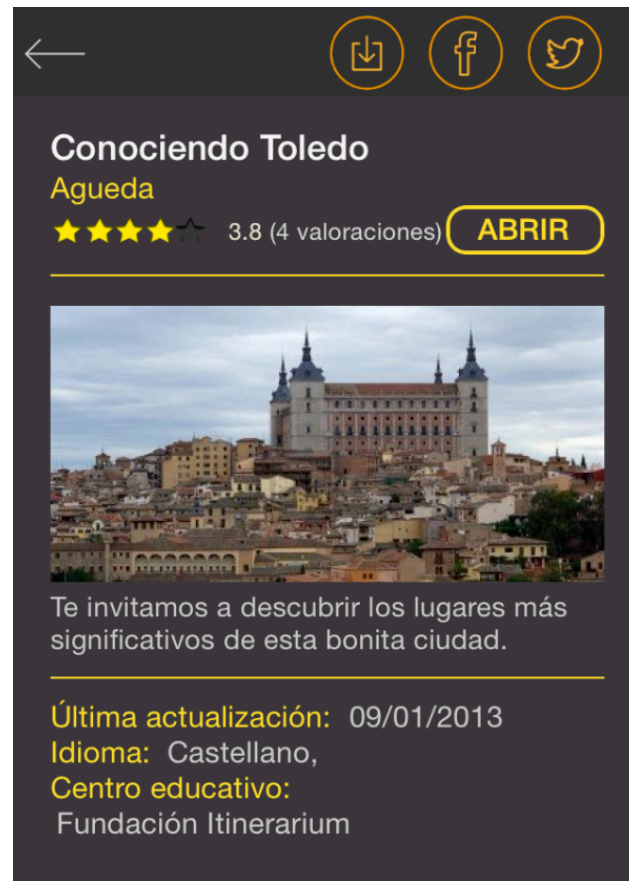 Conociendo Toledo
Agueda
3.8 (4 valoraciones) ABRIR
Te invitamos a descubrir los lugares más
significativos de esta bonita ciudad.
Última actualización: 09/01/2013
Idioma: Castellano,
Centro educativo:
Fundación Itinerarium